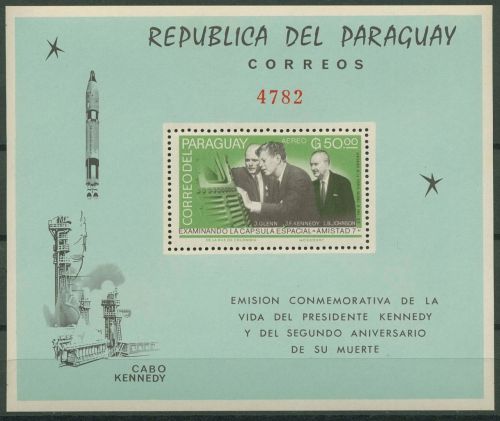 REPUBLICA DEL PARAGUAY
CORREOS
4782
CORREO DEL PARAGUAY
AEREO
G50.00
J.GLENN J.F.KENNEDY L.B.JOHNSON
EXAMINANDO LA CAPSULA ESPACIAL «AMISTAD 7»
EMISION CONMEMORATIVA DE LA
VIDA DEL PRESIDENTE KENNEDY
Y DEL SEGUNDO ANIVERSARIO
DE SU MUERTE
CABO
KENNEDY